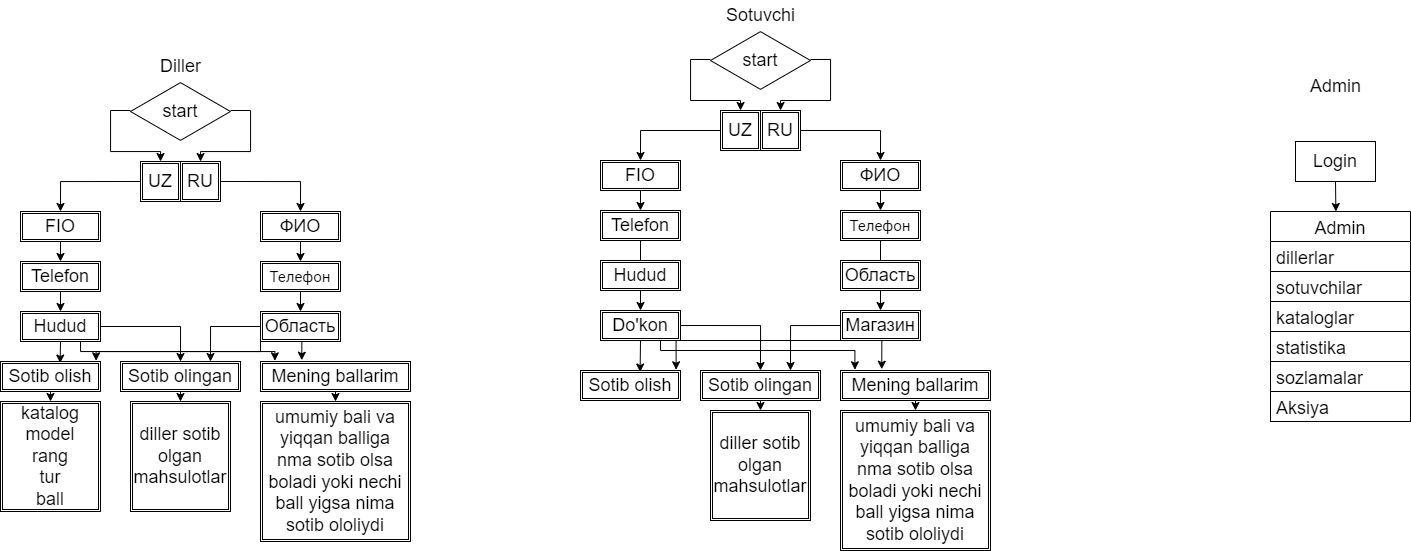 Diller
start
UZ
RU
FIO
ФИО
Telefon
Телефон
Hudud
Область
Sotib olish
Sotib olingan
Mening ballarim
katalog
model
rang
tur
ball
diller sotib
olgan
mahsulotlar
umumiy bali va
yiqqan balliga
nma sotib olsa
boladi yoki nechi
ball yigsa nima
sotib ololiydi
Sotuvchi
start
UZ
RU
FIO
ФИО
Telefon
Телефон
Hudud
Область
Do'kon
Магазин
Sotib olish
Sotib olingan
Mening ballarim
diller sotib
olgan
mahsulotlar
umumiy bali va
yiqqan balliga
nma sotib olsa
boladi yoki nechi
ball yigsa nima
sotib ololiydi
Admin
Login
Admin
dillerlar
sotuvchilar
kataloglar
statistika
sozlamalar
Aksiya